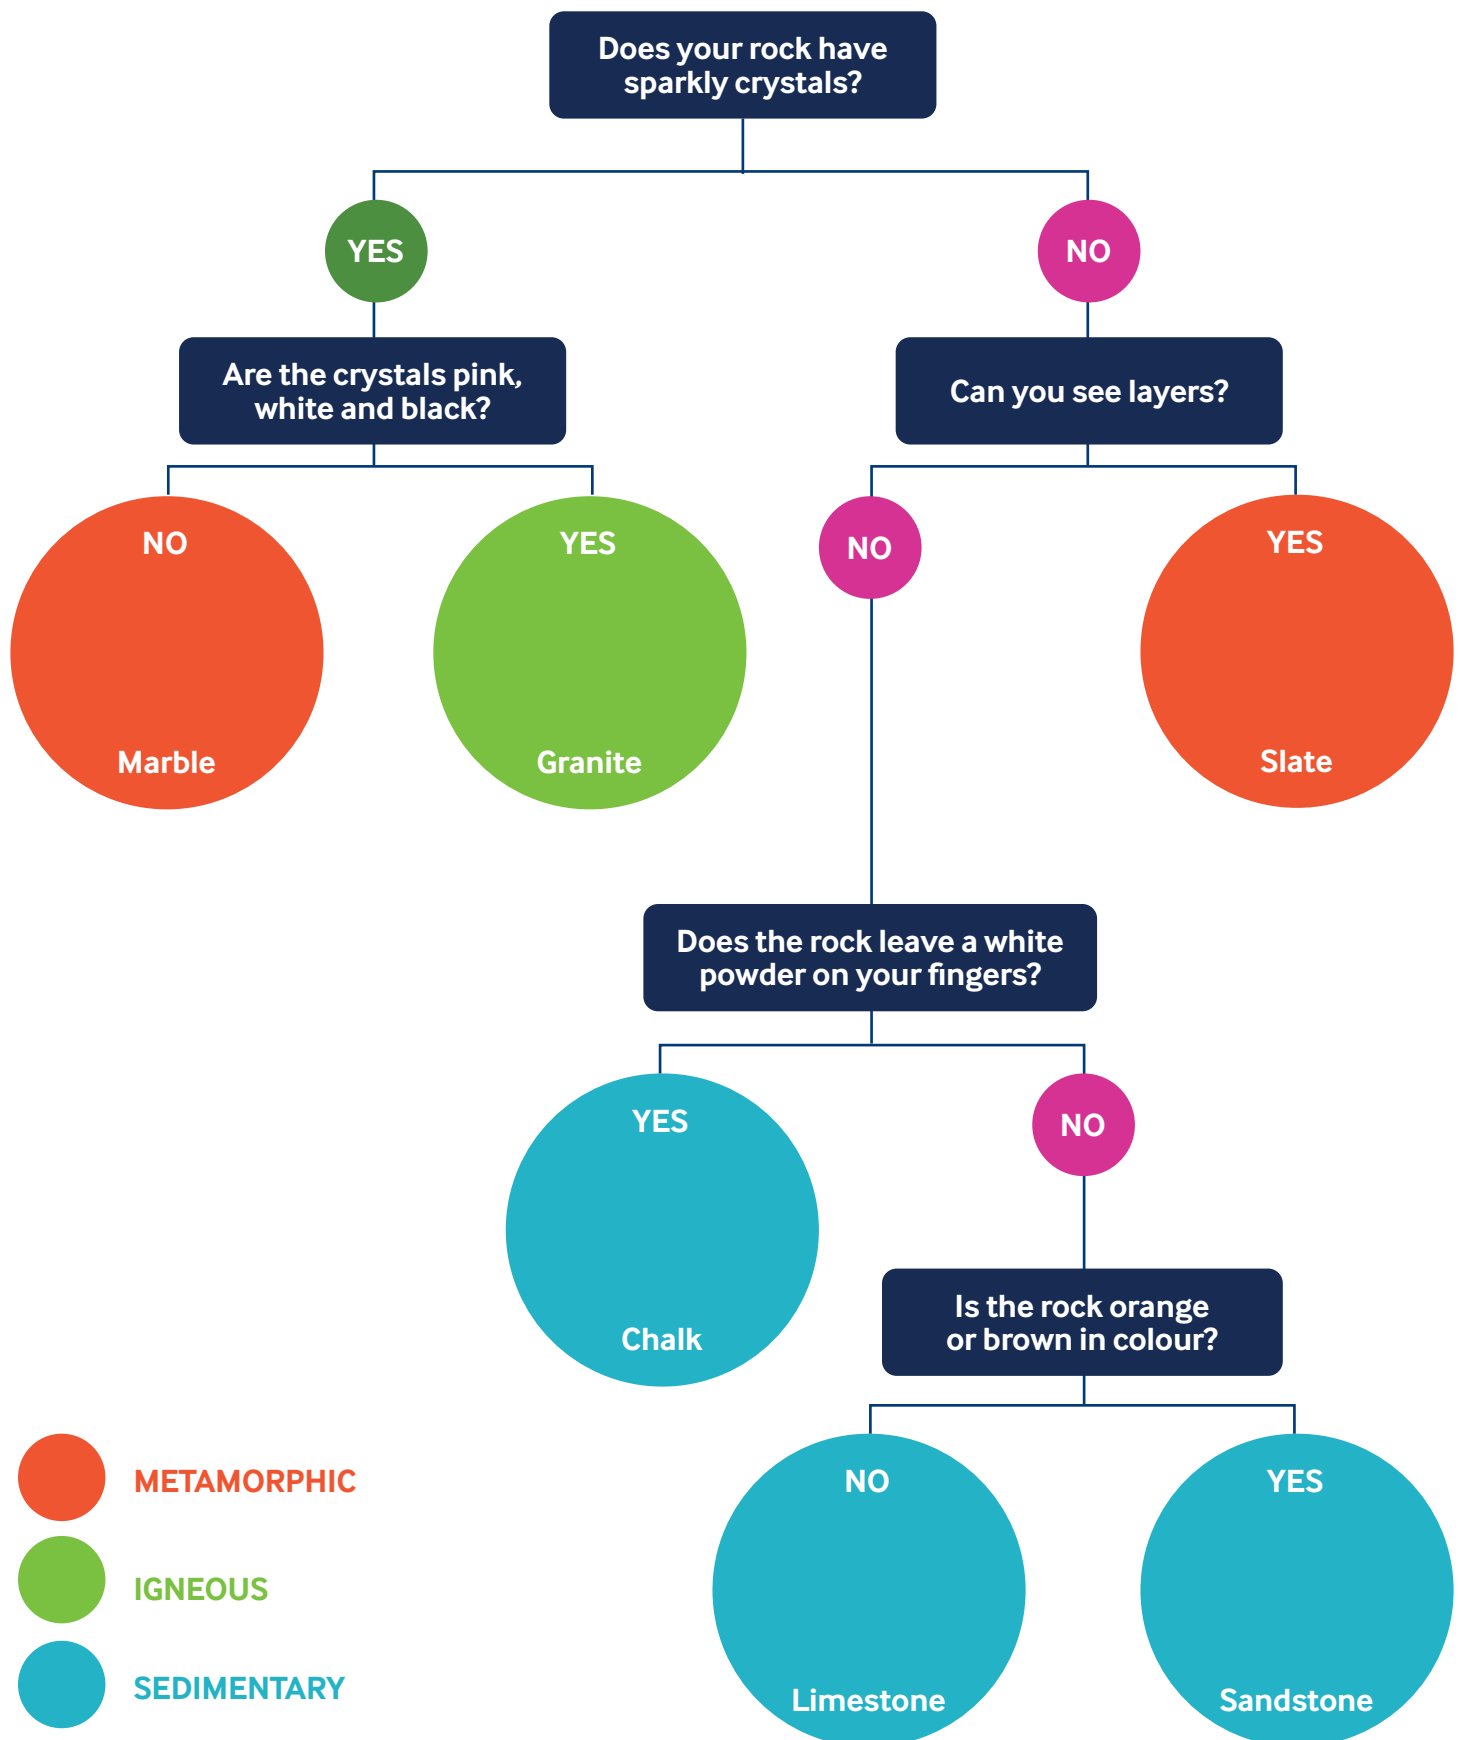 Does your rock have
sparkly crystals?
YES
NO
Are the crystals pink,
white and black?
Can you see layers?
NO
YES
NO
YES
Marble
Granite
Slate
Does the rock leave a white
powder on your fingers?
YES
NO
Chalk
Is the rock orange
or brown in colour?
NO
YES
Limestone
Sandstone
METAMORPHIC
IGNEOUS
SEDIMENTARY